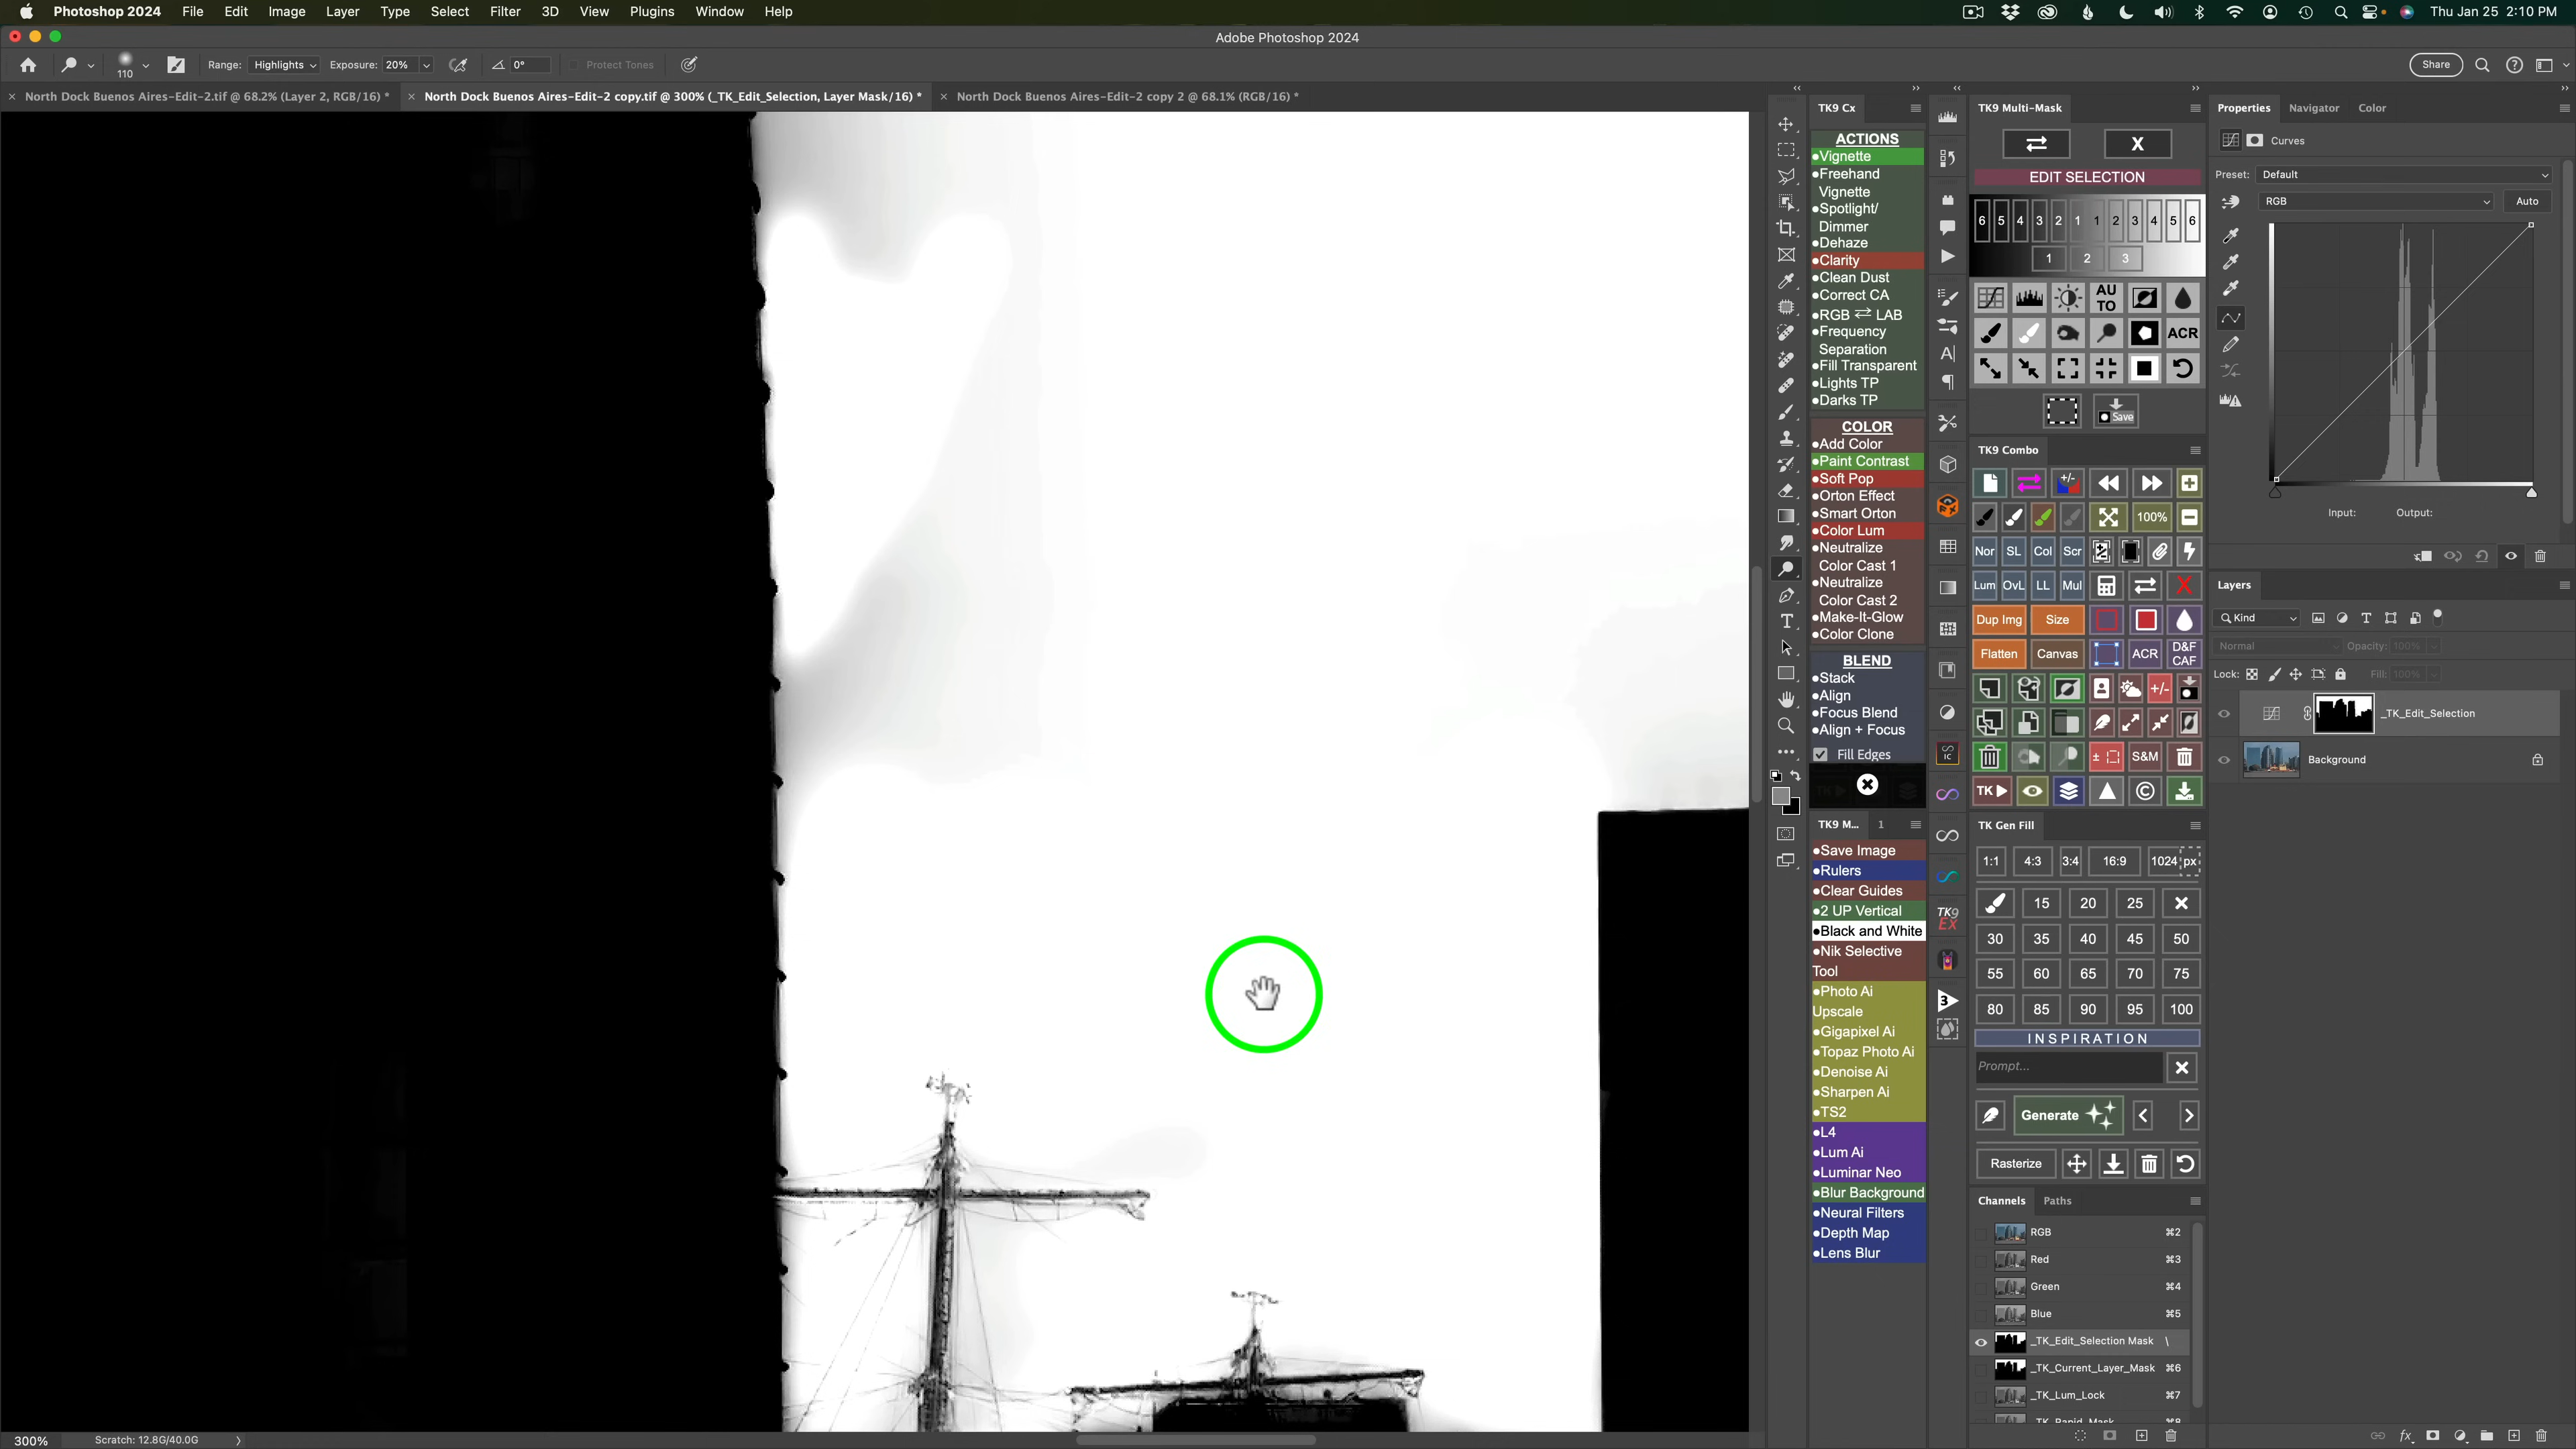 Photoshop 2024 File Edit Image Layer Type Select Filter 3D View Plugins Window Help Thu Jan 25 2:10 PM
Adobe Photoshop 2024
110 Range: Highlights Exposure: 20% 0° Protect Tones Share
North Dock Buenos Aires-Edit-2.tif @ 68.2% (Layer 2, RGB/16) * North Dock Buenos Aires-Edit-2 copy.tif @ 300% (_TK_Edit_Selection, Layer Mask/16) * North Dock Buenos Aires-Edit-2 copy 2 @ 68.1% (RGB/16) *
300% Scratch: 12.8G/40.0G
TK9 Cx
ACTIONS
●Vignette
●Freehand
Vignette
●Spotlight/
Dimmer
●Dehaze
●Clarity
●Clean Dust
●Correct CA
●RGB ⇄ LAB
●Frequency
Separation
●Fill Transparent
●Lights TP
●Darks TP
COLOR
●Add Color
●Paint Contrast
●Soft Pop
●Orton Effect
●Smart Orton
●Color Lum
●Neutralize
Color Cast 1
●Neutralize
Color Cast 2
●Make-It-Glow
●Color Clone
BLEND
●Stack
●Align
●Focus Blend
●Align + Focus
Fill Edges
TK9 M... 1
●Save Image
●Rulers
●Clear Guides
●2 UP Vertical
●Black and White
●Nik Selective
Tool
●Photo Ai
Upscale
●Gigapixel Ai
●Topaz Photo Ai
●Denoise Ai
●Sharpen Ai
●TS2
●L4
●Lum Ai
●Luminar Neo
●Blur Background
●Neural Filters
●Depth Map
●Lens Blur
IC
TK9
Ex
3
TK9 Multi-Mask
X
EDIT SELECTION
6 5 4 3 2 1 1 2 3 4 5 6
1 2 3
AU
TO
ACR
Save
TK9 Combo
+/-
100%
Nor SL Col Scr
Lum OvL LL Mul X
Dup Img Size
Flatten Canvas ACR D&F
CAF
+/-
S&M
TK
TK Gen Fill
1:1 4:3 3:4 16:9 1024 px
15 20 25
30 35 40 45 50
55 60 65 70 75
80 85 90 95 100
INSPIRATION
Prompt...
Generate
Rasterize
Channels Paths
RGB ⌘2
Red ⌘3
Green ⌘4
Blue ⌘5
_TK_Edit_Selection Mask \
_TK_Current_Layer_Mask ⌘6
_TK_Lum_Lock ⌘7
_TK_Rapid_Mask ⌘8
Properties Navigator Color
Curves
Preset: Default
RGB Auto
Input: Output:
Layers
Kind
Normal Opacity: 100%
Lock: Fill: 100%
_TK_Edit_Selection
Background
fx